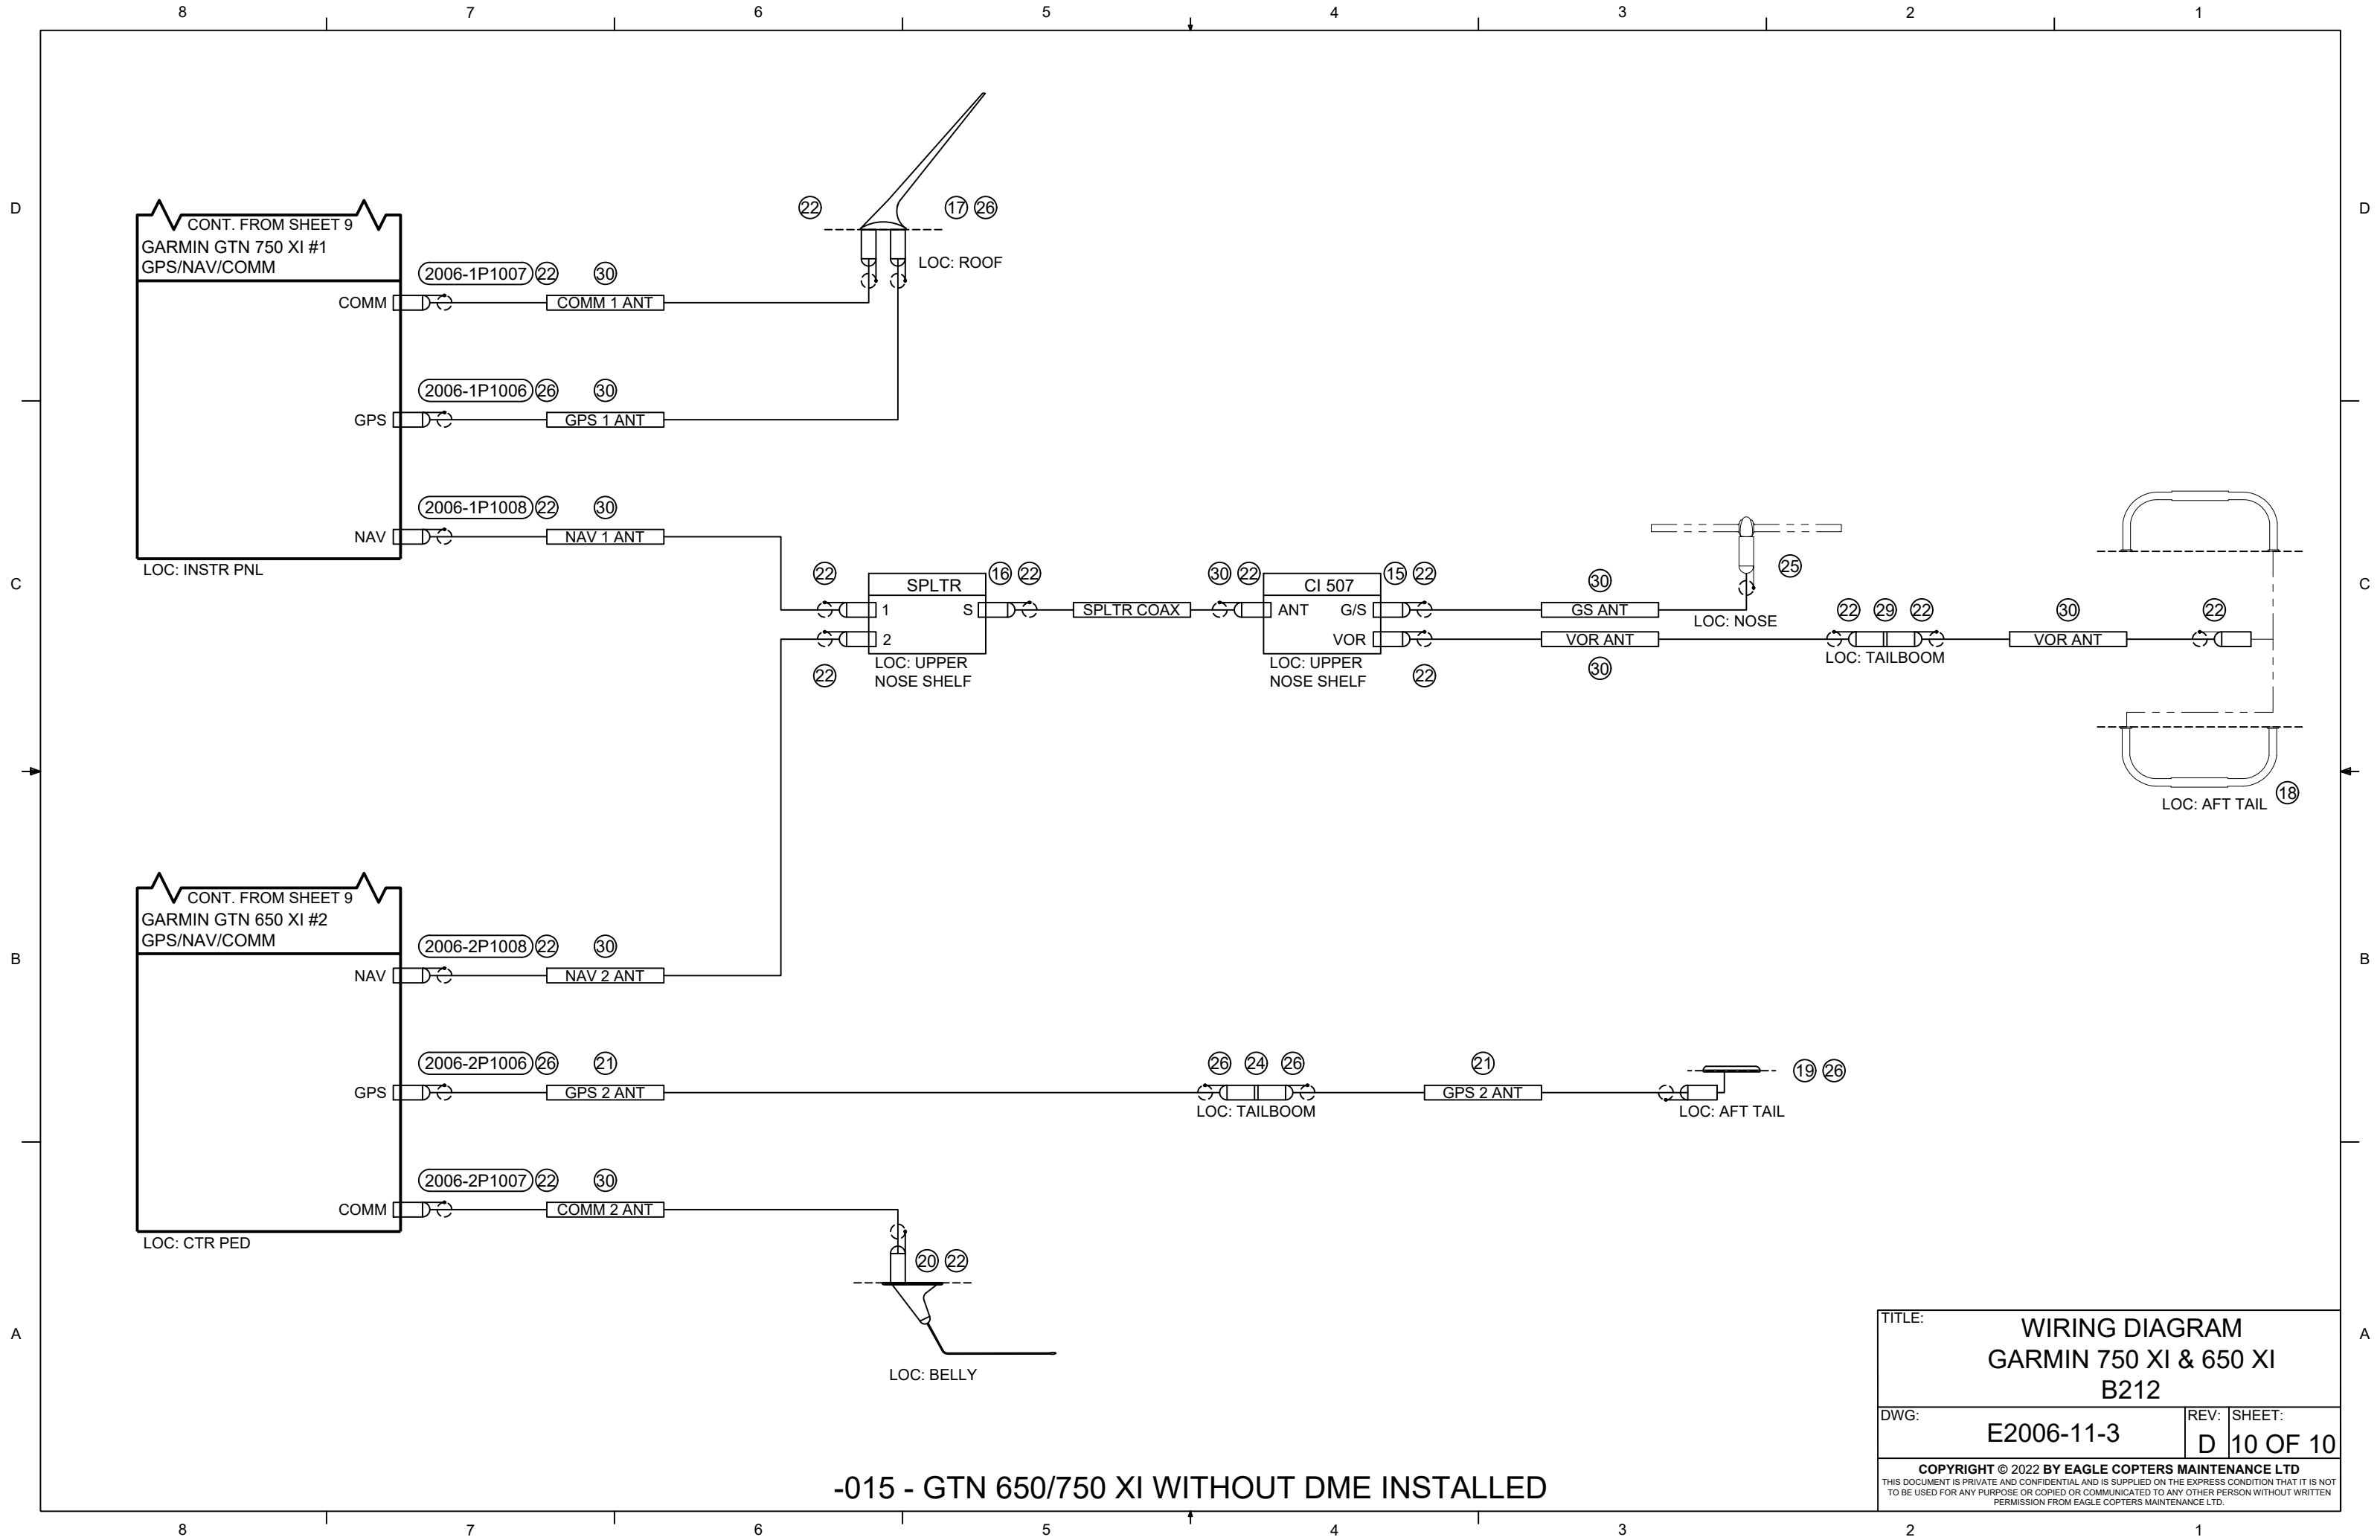 8 7 6 5 4 3 2 1
D D
22 17 26
CONT. FROM SHEET 9
GARMIN GTN 750 XI #1
GPS/NAV/COMM
LOC: ROOF
2006-1P1007 22 30
COMM COMM 1 ANT
2006-1P1006 26 30
GPS GPS 1 ANT
2006-1P1008 22 30
NAV NAV 1 ANT
LOC: INSTR PNL
C C
22 SPLTR 16 22 30 22 CI 507 15 22 30 25
1 S SPLTR COAX ANT G/S GS ANT LOC: NOSE
22 29 22 30 22
2 VOR VOR ANT VOR ANT
LOC: TAILBOOM
22 LOC: UPPER
NOSE SHELF
LOC: UPPER
NOSE SHELF
22 30
18
LOC: AFT TAIL
CONT. FROM SHEET 9
GARMIN GTN 650 XI #2
GPS/NAV/COMM
B B
2006-2P1008 22 30
NAV NAV 2 ANT
2006-2P1006 26 21 26 24 26 21 19 26
GPS GPS 2 ANT GPS 2 ANT
LOC: TAILBOOM LOC: AFT TAIL
2006-2P1007 22 30
COMM COMM 2 ANT
LOC: CTR PED
20 22
LOC: BELLY
A A
TITLE:
WIRING DIAGRAM
GARMIN 750 XI & 650 XI
B212
DWG: REV: SHEET:
E2006-11-3 D 10 OF 10
COPYRIGHT © 2022 BY EAGLE COPTERS MAINTENANCE LTD
THIS DOCUMENT IS PRIVATE AND CONFIDENTIAL AND IS SUPPLIED ON THE EXPRESS CONDITION THAT IT IS NOT
TO BE USED FOR ANY PURPOSE OR COPIED OR COMMUNICATED TO ANY OTHER PERSON WITHOUT WRITTEN
PERMISSION FROM EAGLE COPTERS MAINTENANCE LTD.
-015 - GTN 650/750 XI WITHOUT DME INSTALLED
8 7 6 5 4 3 2 1